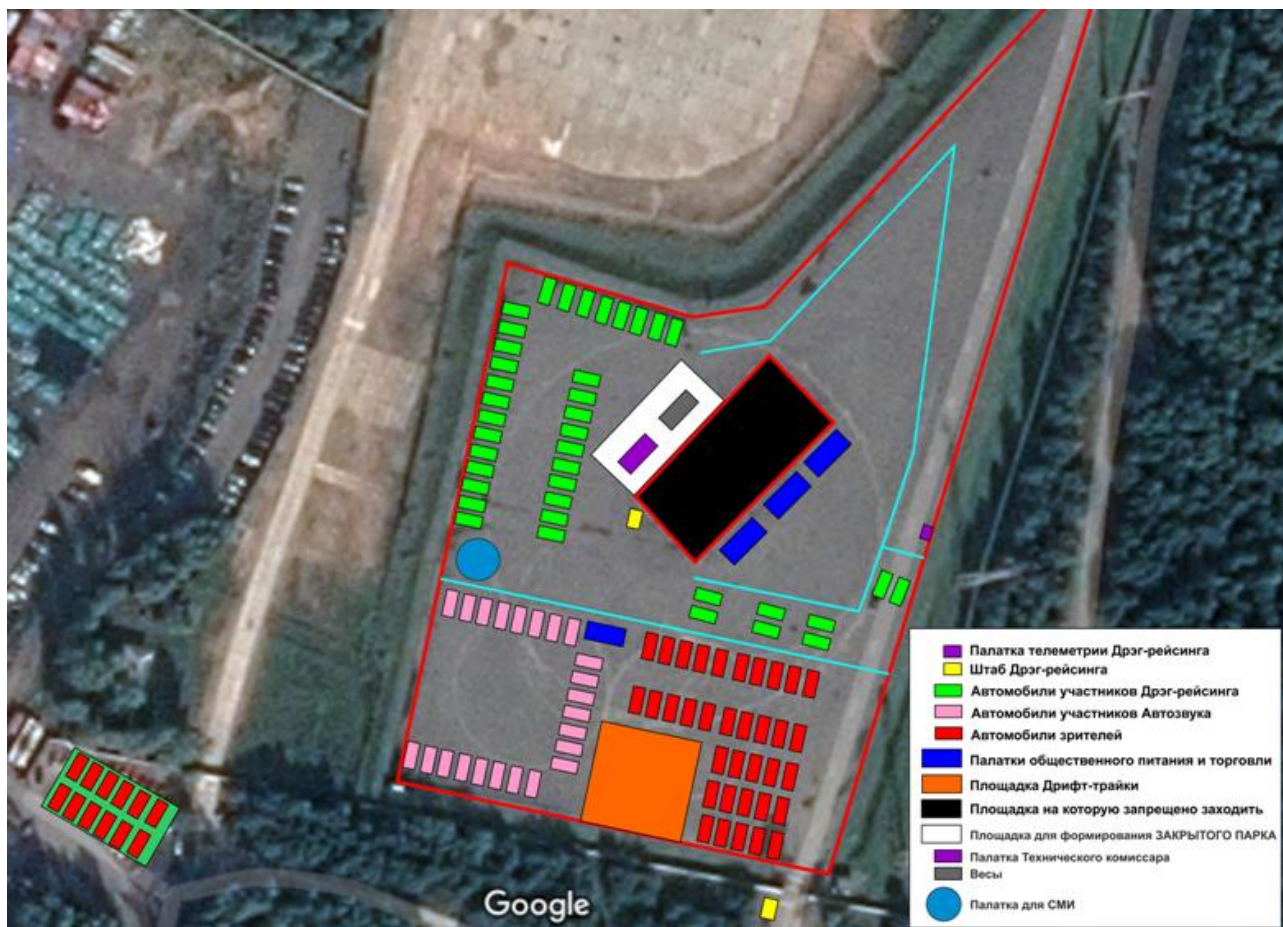 Палатка телеметрии Дрэг-рейсинга
Штаб Дрэг-рейсинга
Автомобили участников Дрэг-рейсинга
Автомобили участников Автозвука
Автомобили зрителей
Палатки общественного питания и торговли
Площадка Дрифт-трайки
Площадка на которую запрещено заходить
Площадка для формирования ЗАКРЫТОГО ПАРКА
Палатка Технического комиссара
Весы
Палатка для СМИ
Google